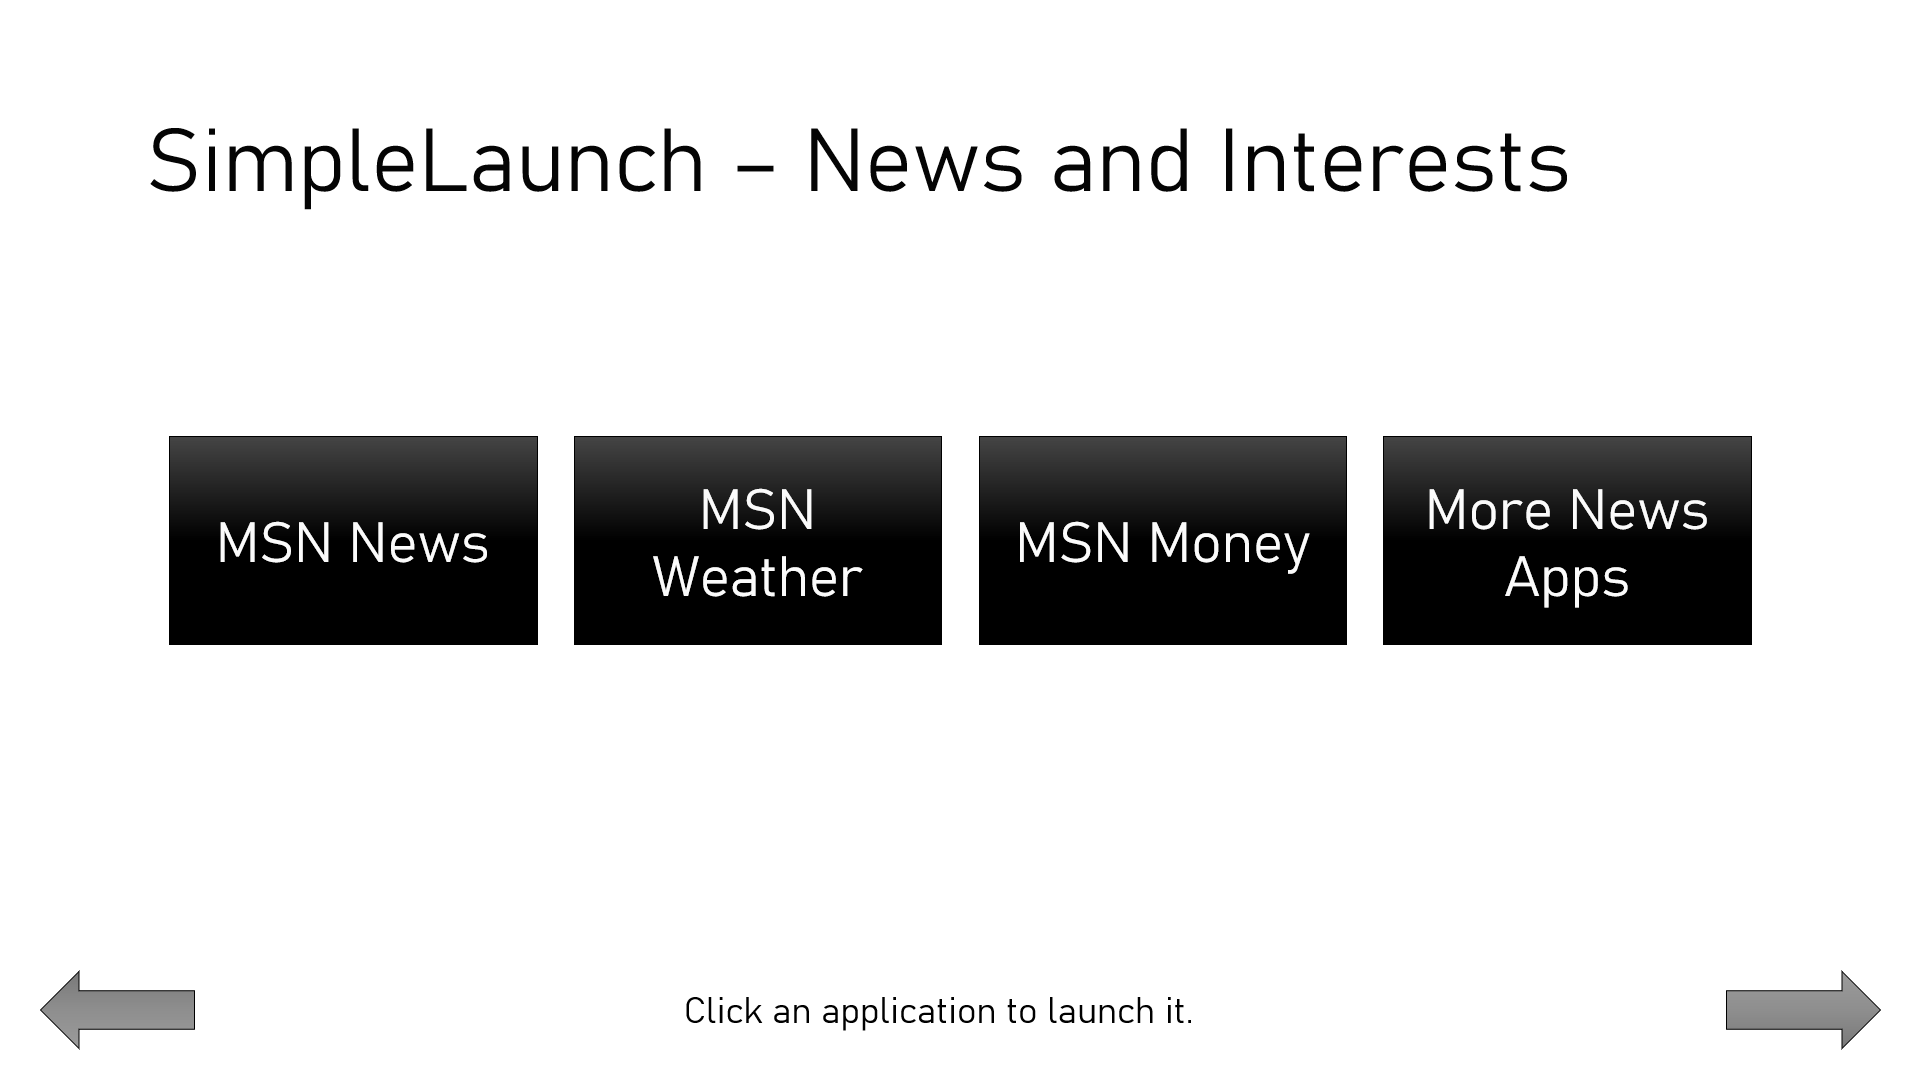 SimpleLaunch – News and Interests
MSN News
MSN
Weather
MSN Money
More News
Apps
Click an application to launch it.